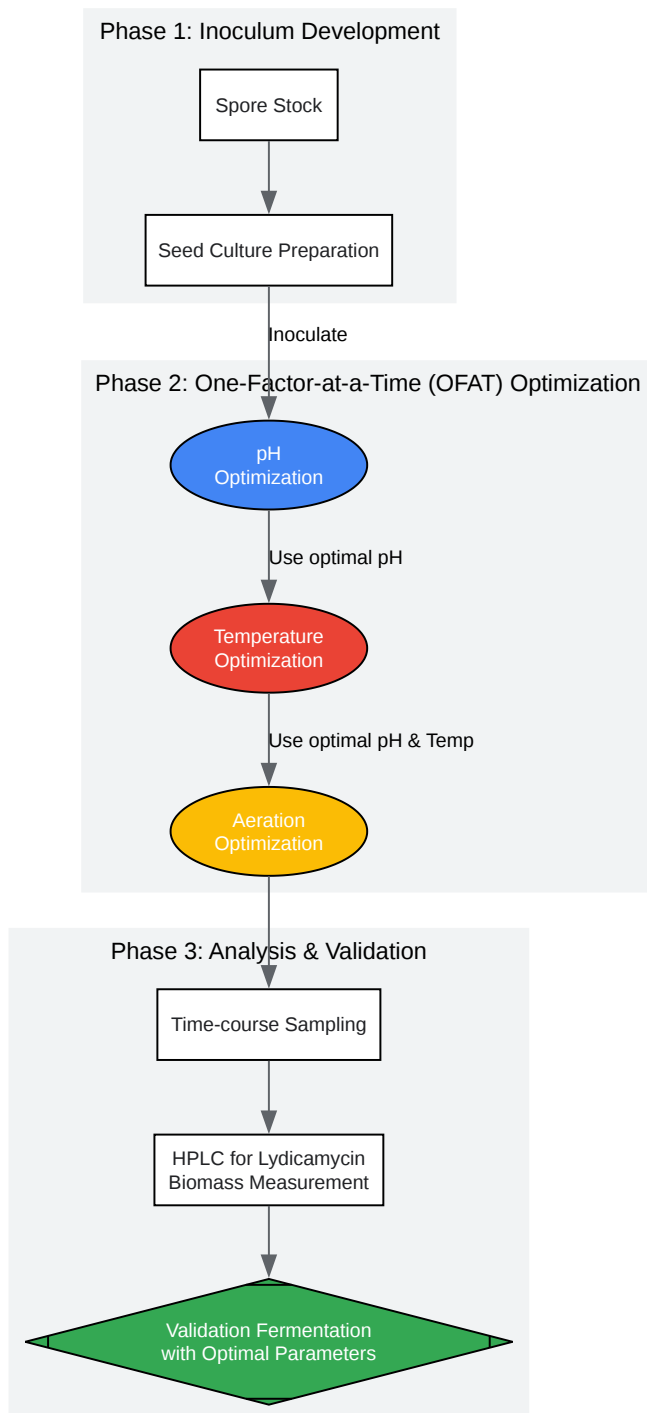 Phase 1: Inoculum Development
Spore Stock
Seed Culture Preparation
Inoculate
Phase 2: One-Factor-at-a-Time (OFAT) Optimization
pH
Optimization
Use optimal pH
Temperature
Optimization
Use optimal pH & Temp
Aeration
Optimization
Phase 3: Analysis & Validation
Time-course Sampling
HPLC for Lydicamycin
Biomass Measurement
Validation Fermentation
with Optimal Parameters